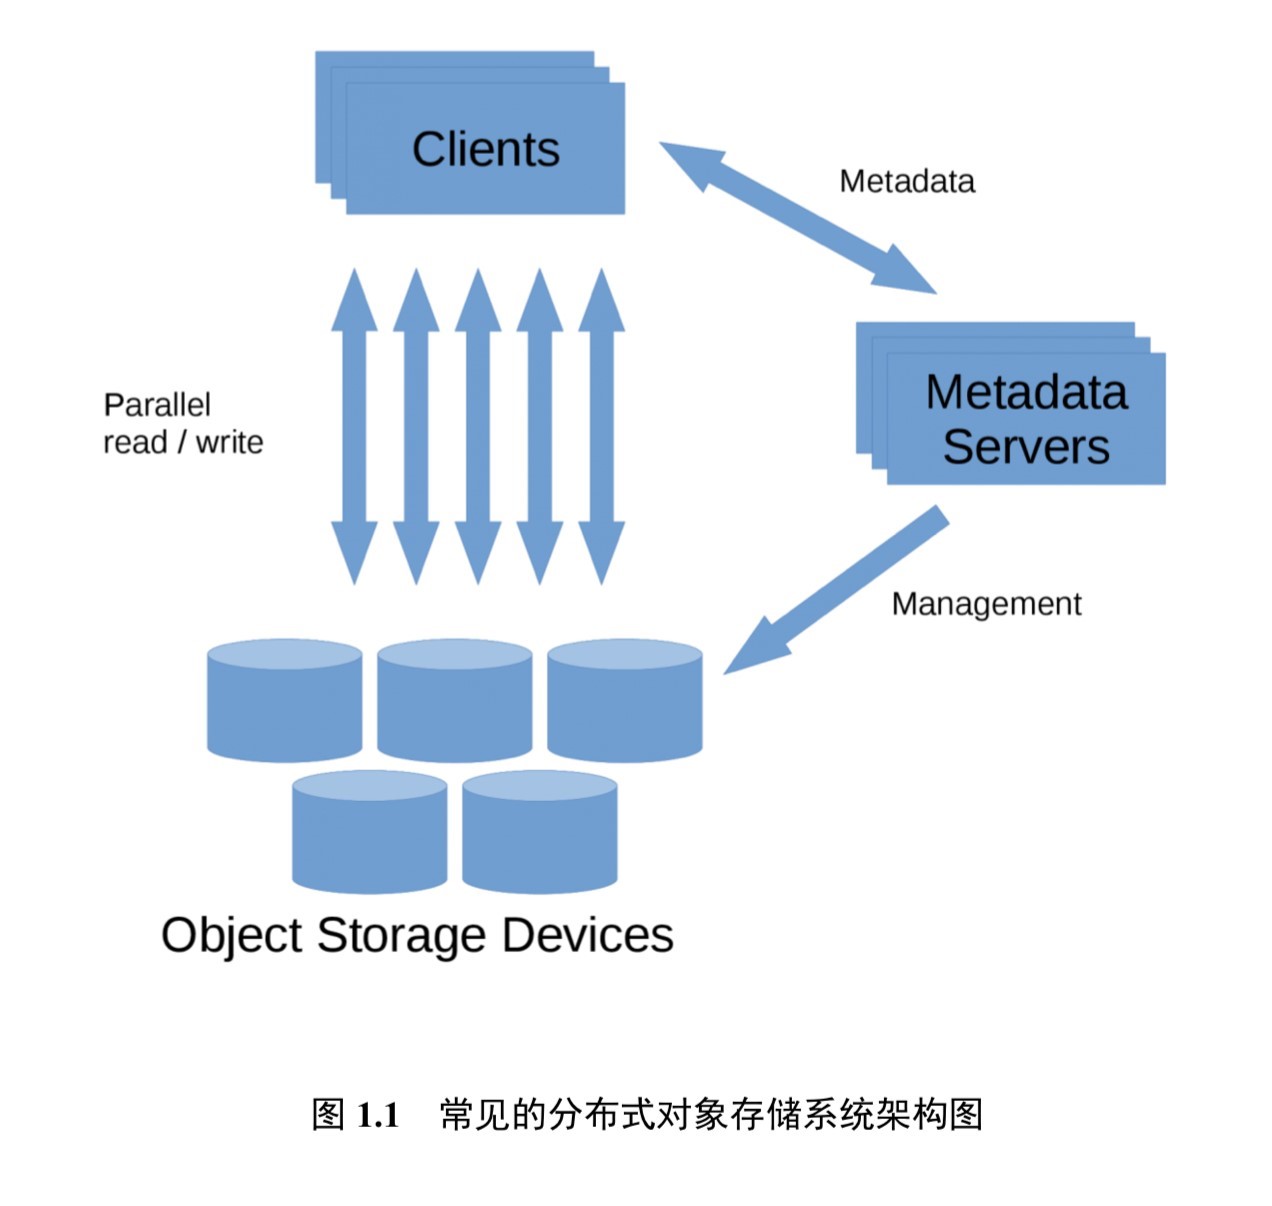 Clients
Metadata
Parallel
read / write
Metadata
Servers
Management
Object Storage Devices
图 1.1 常见的分布式对象存储系统架构图